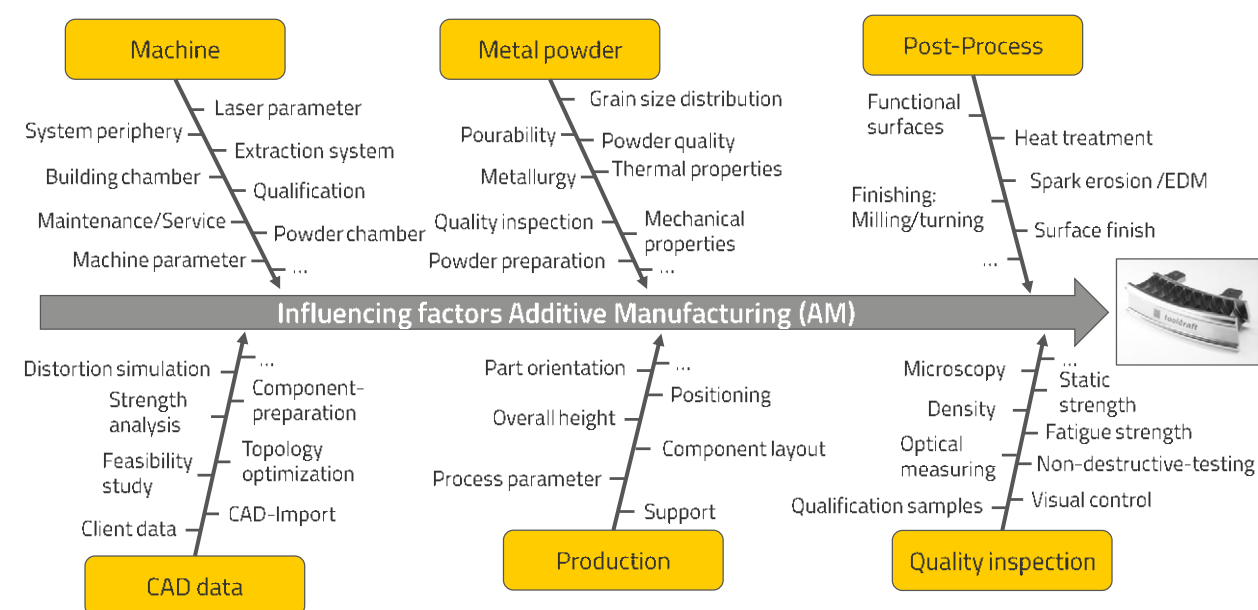 Machine
Laser parameter
System periphery
Extraction system
Building chamber
Qualification
Maintenance/Service
Powder chamber
Machine parameter
...
Metal powder
Grain size distribution
Pourability
Powder quality
Thermal properties
Metallurgy
Quality inspection
Mechanical
properties
Powder preparation
...
Post-Process
Functional
surfaces
Heat treatment
Spark erosion /EDM
Finishing:
Milling/turning
Surface finish
...
Influencing factors Additive Manufacturing (AM)
toolcraft
...
Distortion simulation
Component-
preparation
Strength
analysis
Topology
optimization
Feasibility
study
CAD-Import
Client data
CAD data
...
Part orientation
Positioning
Overall height
Component layout
Process parameter
Support
Production
...
Microscopy
Static
strength
Density
Fatigue strength
Optical
measuring
Non-destructive-testing
Qualification samples
Visual control
Quality inspection